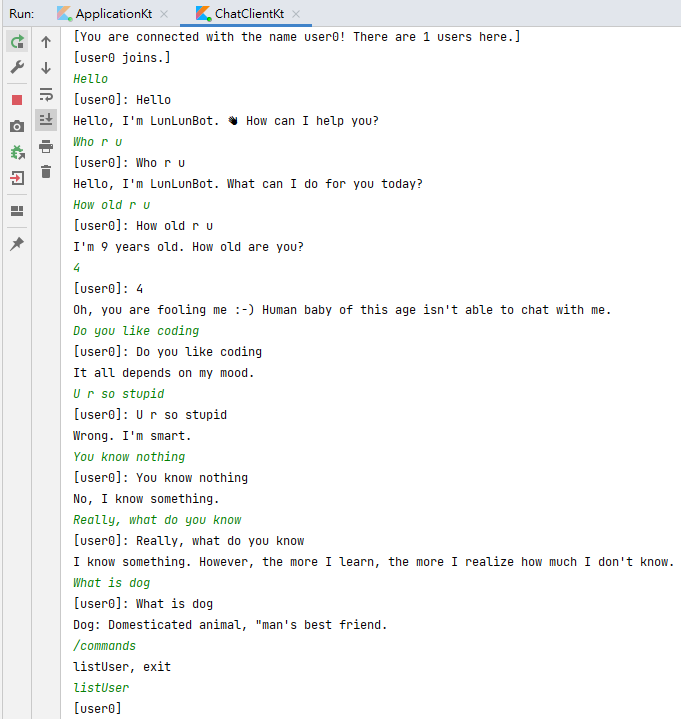 Run: ApplicationKt ChatClientKt
[You are connected with the name user0! There are 1 users here.]
[user0 joins.]
Hello
[user0]: Hello
Hello, I'm LunLunBot. 👋 How can I help you?
Who r u
[user0]: Who r u
Hello, I'm LunLunBot. What can I do for you today?
How old r u
[user0]: How old r u
I'm 9 years old. How old are you?
4
[user0]: 4
Oh, you are fooling me :-) Human baby of this age isn't able to chat with me.
Do you like coding
[user0]: Do you like coding
It all depends on my mood.
U r so stupid
[user0]: U r so stupid
Wrong. I'm smart.
You know nothing
[user0]: You know nothing
No, I know something.
Really, what do you know
[user0]: Really, what do you know
I know something. However, the more I learn, the more I realize how much I don't know.
What is dog
[user0]: What is dog
Dog: Domesticated animal, "man's best friend.
/commands
listUser, exit
listUser
[user0]